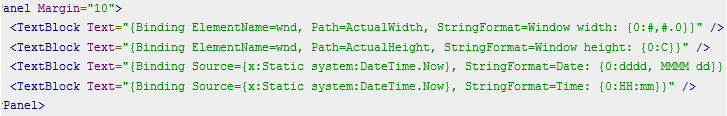 Panel Margin="10">
<TextBlock Text="{Binding ElementName=wnd, Path=ActualWidth, StringFormat=Window width: {0:#,#.0}}" />
<TextBlock Text="{Binding ElementName=wnd, Path=ActualHeight, StringFormat=Window height: {0:C}}" />
<TextBlock Text="{Binding Source={x:Static system:DateTime.Now}, StringFormat=Date: {0:dddd, MMMM dd}}
<TextBlock Text="{Binding Source={x:Static system:DateTime.Now}, StringFormat=Time: {0:HH:mm}}" />
Panel>